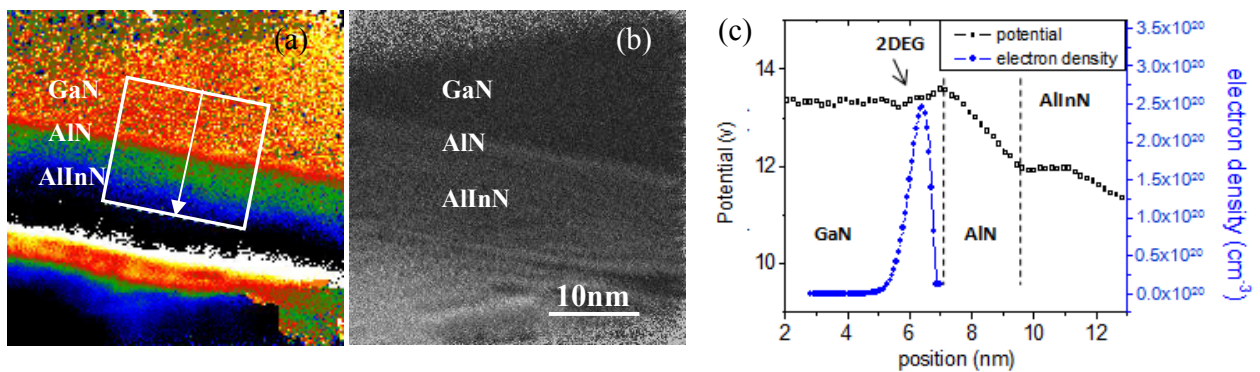 (a)
GaN
AlN
AlInN
(b)
GaN
AlN
AlInN
10nm
(c)
potential
electron density
2DEG
AlInN
GaN
AlN
Potential (v)
14
12
10
2 4 6 8 10 12
position (nm)
3.5x10²⁰
3.0x10²⁰
2.5x10²⁰
2.0x10²⁰
1.5x10²⁰
1.0x10²⁰
5.0x10¹⁹
0.0x10²⁰
electron density (cm⁻³)